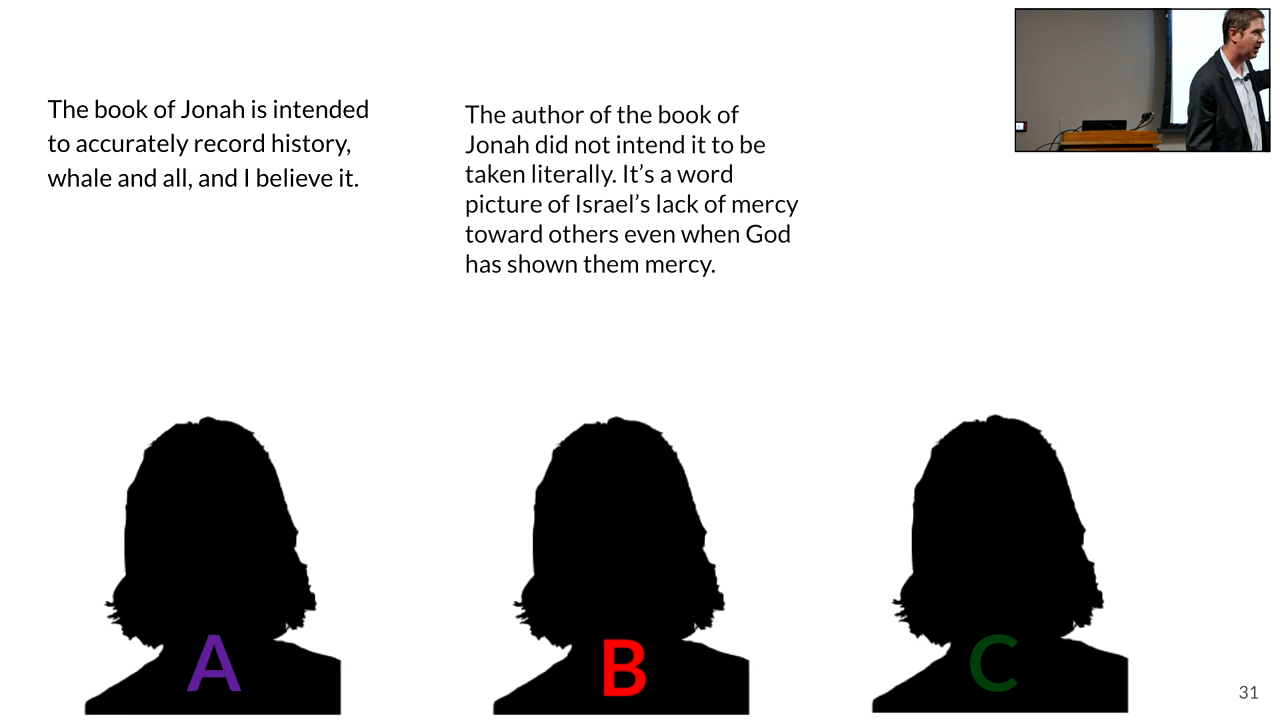 The book of Jonah is intended
to accurately record history,
whale and all, and I believe it.
The author of the book of
Jonah did not intend it to be
taken literally. It’s a word
picture of Israel’s lack of mercy
toward others even when God
has shown them mercy.
A
B
C
31